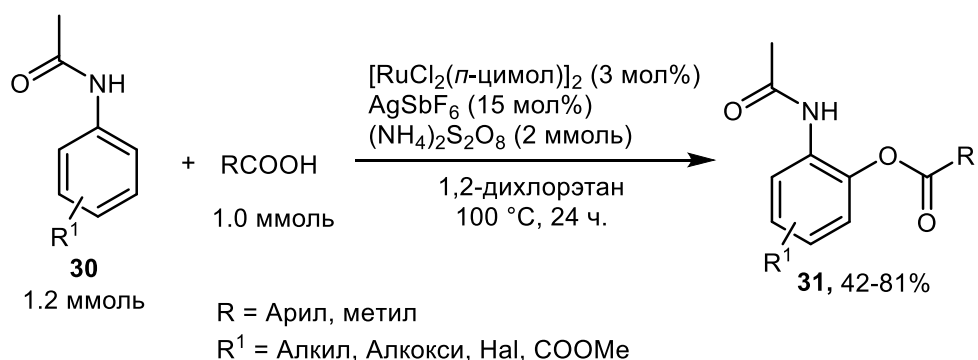 O
NH
R¹
30
1.2 ммоль
+
RCOOH
1.0 ммоль
[RuCl₂(п-цимол)]₂ (3 мол%)
AgSbF₆ (15 мол%)
(NH₄)₂S₂O₈ (2 ммоль)
1,2-дихлорэтан
100 °C, 24 ч.
O
NH
O
R
O
R¹
31, 42-81%
R = Арил, метил
R¹ = Алкил, Алкокси, Hal, COOMe